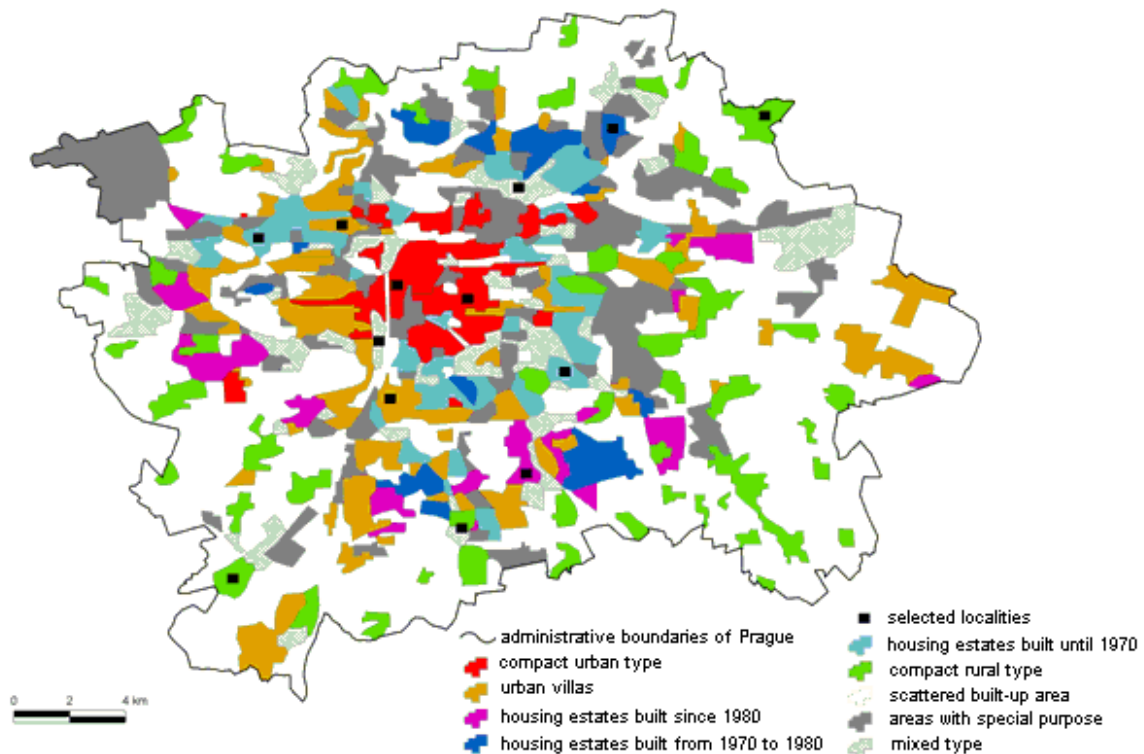 administrative boundaries of Prague
compact urban type
urban villas
housing estates built since 1980
housing estates built from 1970 to 1980
selected localities
housing estates built until 1970
compact rural type
scattered built-up area
areas with special purpose
mixed type
0 2 4 km